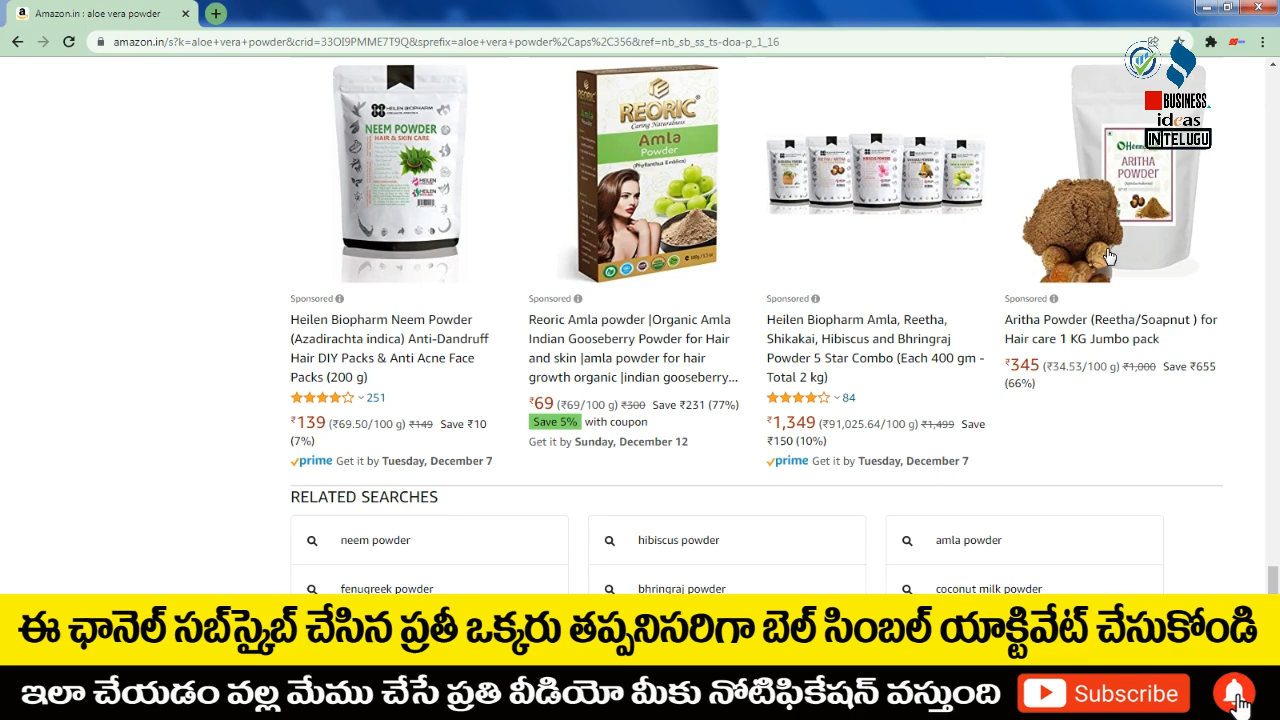 Amazon.in : aloe vera powder
amazon.in/s?k=aloe+vera+powder&crid=33OI9PMME7T9Q&sprefix=aloe+vera+powder%2Caps%2C356&ref=nb_sb_ss_ts-doa-p_1_16
BUSINESS
ideas
IN TELUGU
HEILEN BIOPHARM
NEEM POWDER
HAIR & SKIN CARE
REORIC
Caring Naturalness
Amla
Powder
(Phyllanthus Emblica)
ARITHA
POWDER
Sponsored
Heilen Biopharm Neem Powder
(Azadirachta indica) Anti-Dandruff
Hair DIY Packs & Anti Acne Face
Packs (200 g)
251
₹139 (₹69.50/100 g) ₹149 Save ₹10
(7%)
prime Get it by Tuesday, December 7
Sponsored
Reoric Amla powder |Organic Amla
Indian Gooseberry Powder for Hair
and skin |amla powder for hair
growth organic |indian gooseberry...
₹69 (₹69/100 g) ₹300 Save ₹231 (77%)
Save 5% with coupon
Get it by Sunday, December 12
Sponsored
Heilen Biopharm Amla, Reetha,
Shikakai, Hibiscus and Bhringraj
Powder 5 Star Combo (Each 400 gm -
Total 2 kg)
84
₹1,349 (₹91,025.64/100 g) ₹1,499 Save
₹150 (10%)
prime Get it by Tuesday, December 7
Sponsored
Aritha Powder (Reetha/Soapnut ) for
Hair care 1 KG Jumbo pack
₹345 (₹34.53/100 g) ₹1,000 Save ₹655
(66%)
RELATED SEARCHES
neem powder
hibiscus powder
amla powder
fenugreek powder
bhringraj powder
coconut milk powder
ఈ ఛానెల్ సబ్‌స్క్రైబ్ చేసిన ప్రతీ ఒక్కరు తప్పనిసరిగా బెల్ సింబల్ యాక్టివేట్ చేసుకోండి
ఇలా చేయడం వల్ల మేము చేసే ప్రతి వీడియో మీకు నోటిఫికేషన్ వస్తుంది
Subscribe